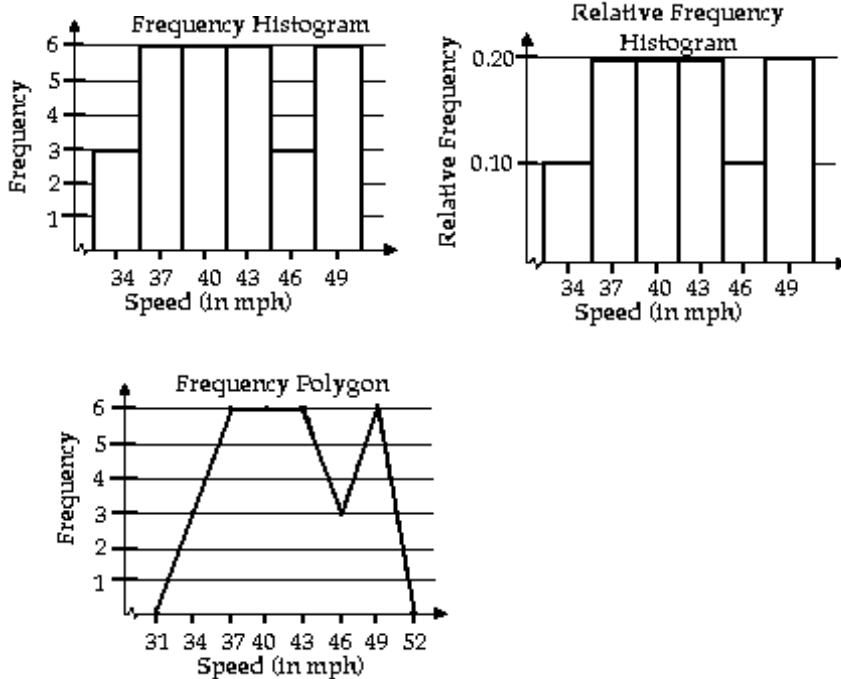 Frequency Histogram
6
5
4
3
2
1
Frequency
34 37 40 43 46 49
Speed (in mph)
Relative Frequency
Histogram
0.20
0.10
Relative Frequency
34 37 40 43 46 49
Speed (in mph)
Frequency Polygon
6
5
4
3
2
1
Frequency
31 34 37 40 43 46 49 52
Speed (in mph)